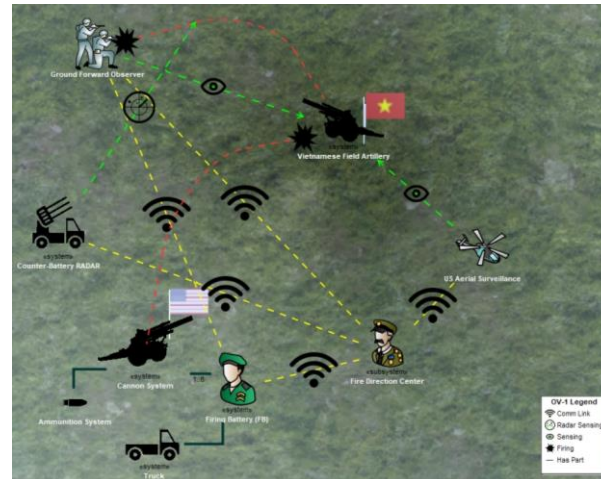 Ground Forward Observer
«system»
Vietnamese Field Artillery
«system»
Counter-Battery RADAR
US Aerial Surveillance
«system»
Cannon System
1..6
«subsystem»
Fire Direction Center
Firing Battery (FB)
Ammunition System
«system»
Truck
OV-1 Legend
Comm Link
Radar Sensing
Sensing
Firing
Has Part